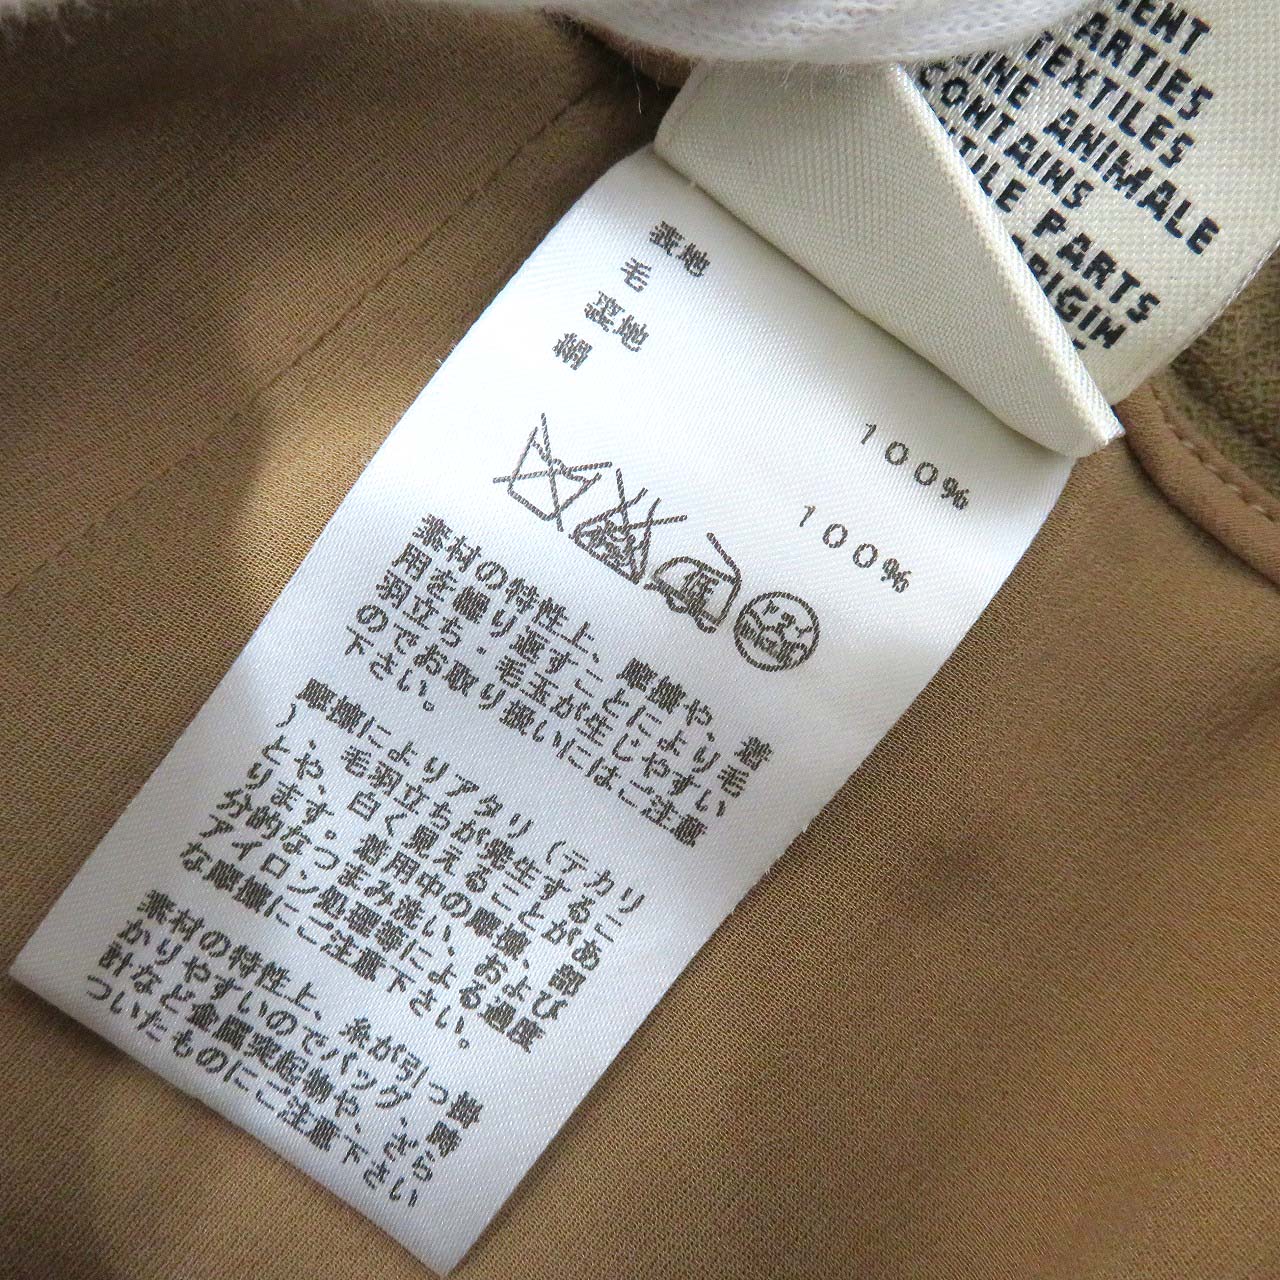 ARTIES
TEXTILES
ANIMALE
CONTAINS
PARTS
表地
毛 100%
裏地
絹 100%
低
ドライ
素材の特性上、摩擦や、着
用を繰り返すことにより毛
羽立ち・毛玉が生じやすい
のでお取り扱いにはご注意
下さい。
摩擦によりアタリ(テカリ
)、毛羽立ちが発生するこ
とや、白く見えることがあ
ります。着用中の摩擦、部
分的なつまみ洗い、および
アイロン処理等による過度
な摩擦にご注意下さい。
素材の特性上、糸が引っ掛
かりやすいのでバッグ、時
計など金属突起物や、ざら
ついたものにご注意下さい